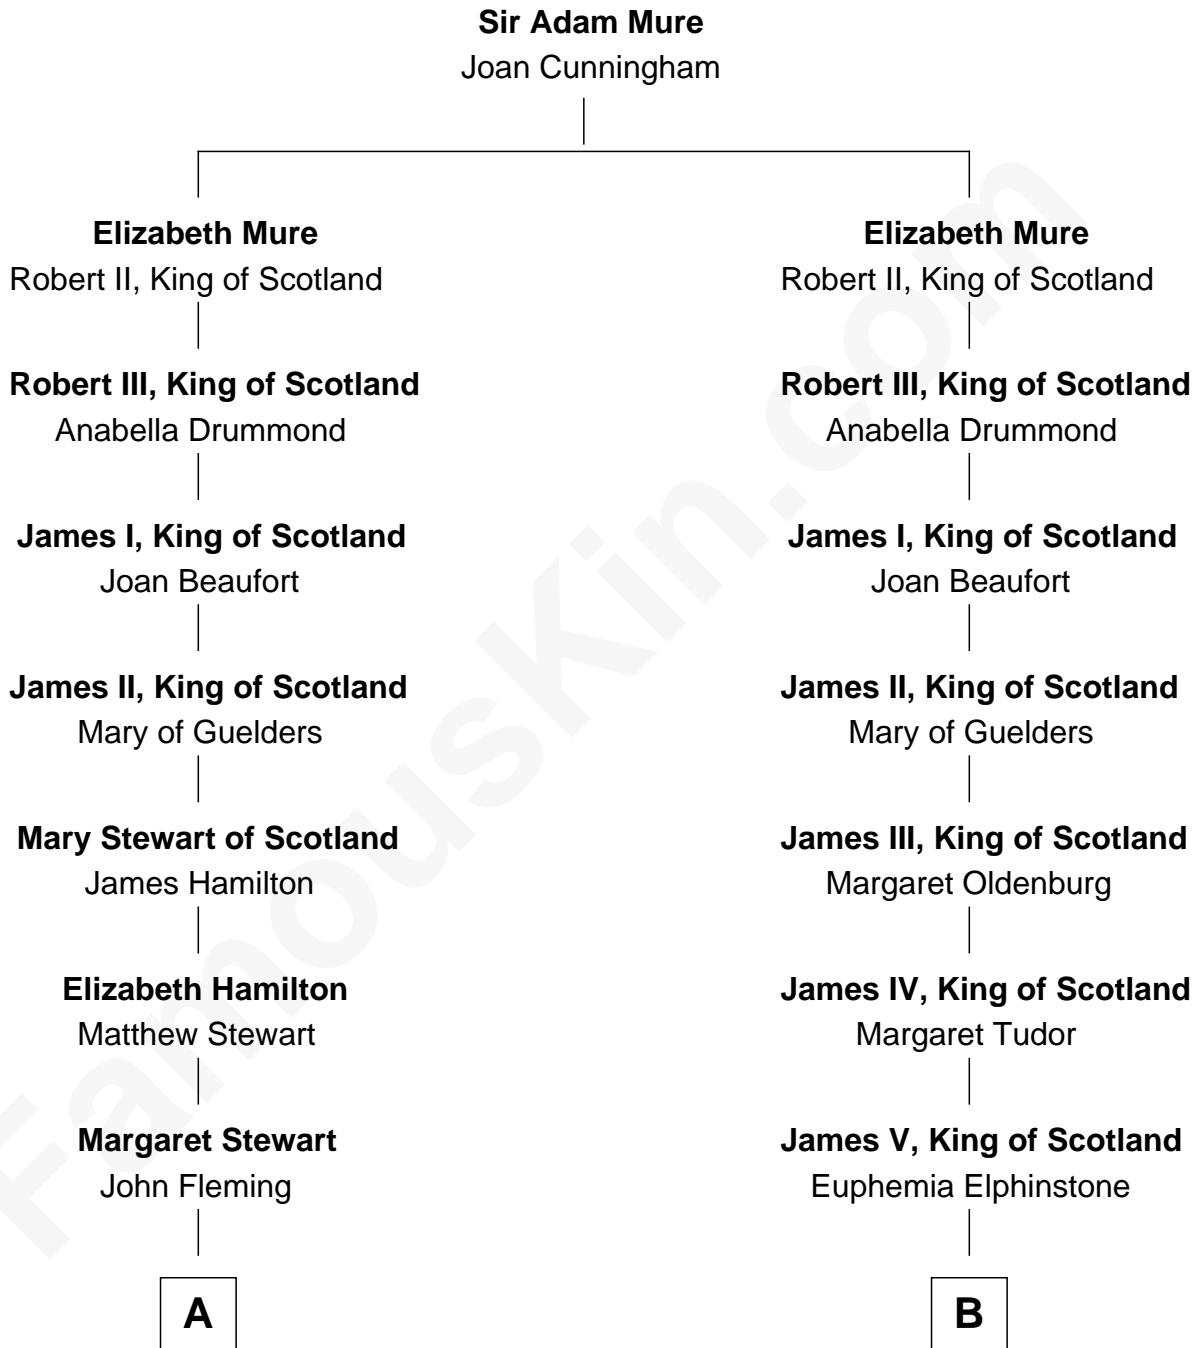 Sir Adam Mure
Joan Cunningham
Elizabeth Mure
Robert II, King of Scotland
Robert III, King of Scotland
Anabella Drummond
James I, King of Scotland
Joan Beaufort
James II, King of Scotland
Mary of Guelders
Mary Stewart of Scotland
James Hamilton
Elizabeth Hamilton
Matthew Stewart
Margaret Stewart
John Fleming
A
Elizabeth Mure
Robert II, King of Scotland
Robert III, King of Scotland
Anabella Drummond
James I, King of Scotland
Joan Beaufort
James II, King of Scotland
Mary of Guelders
James III, King of Scotland
Margaret Oldenburg
James IV, King of Scotland
Margaret Tudor
James V, King of Scotland
Euphemia Elphinstone
B
FamousKin.com